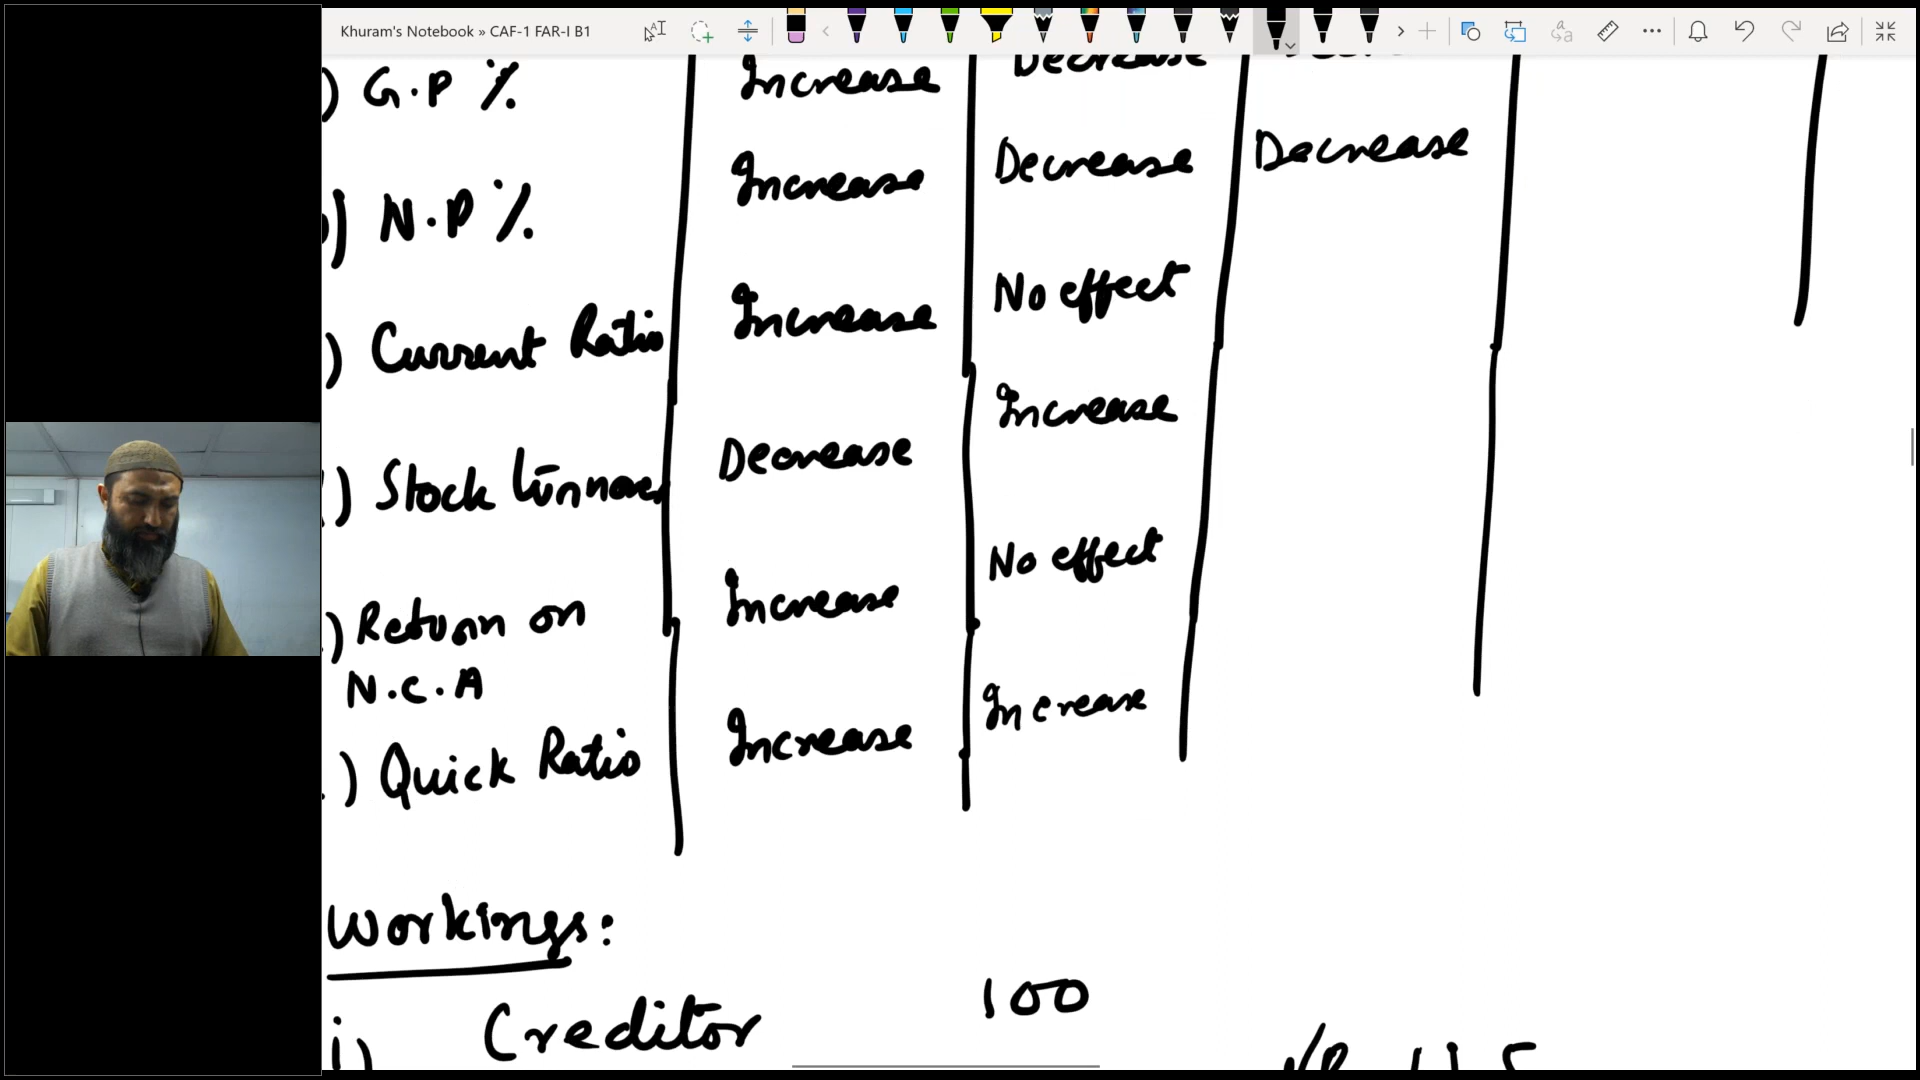 Khuram's Notebook » CAF-1 FAR-I B1
) G.P % Increase Decrease
) N.P % Increase Decrease Decrease
) Current Ratio Increase No effect
) Stock turnover Decrease Increase
) Return on N.C.A Increase No effect
) Quick Ratio Increase Increase
Workings:
i) Creditor 100